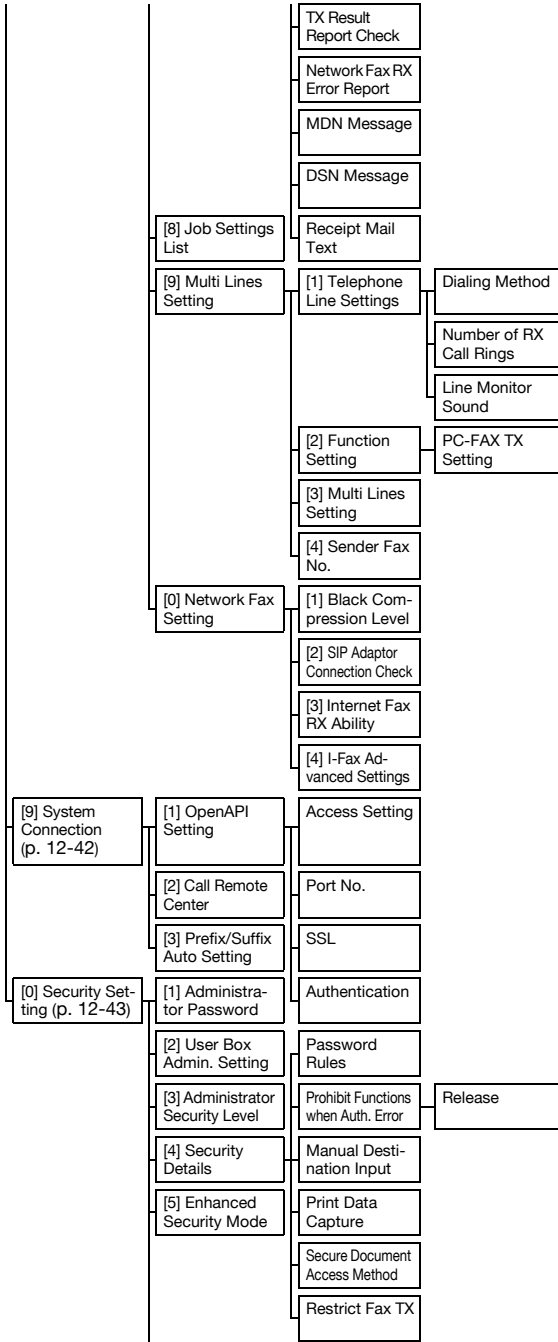 TX Result
Report Check
Network Fax RX
Error Report
MDN Message
DSN Message
[8] Job Settings
List
Receipt Mail
Text
[9] Multi Lines
Setting
[1] Telephone
Line Settings
Dialing Method
Number of RX
Call Rings
Line Monitor
Sound
[2] Function
Setting
PC-FAX TX
Setting
[3] Multi Lines
Setting
[4] Sender Fax
No.
[0] Network Fax
Setting
[1] Black Com-
pression Level
[2] SIP Adaptor
Connection Check
[3] Internet Fax
RX Ability
[4] I-Fax Ad-
vanced Settings
[9] System
Connection
(p. 12-42)
[1] OpenAPI
Setting
Access Setting
[2] Call Remote
Center
Port No.
[3] Prefix/Suffix
Auto Setting
SSL
[0] Security Set-
ting (p. 12-43)
[1] Administra-
tor Password
Authentication
[2] User Box
Admin. Setting
Password
Rules
[3] Administrator
Security Level
Prohibit Functions
when Auth. Error
Release
[4] Security
Details
Manual Desti-
nation Input
[5] Enhanced
Security Mode
Print Data
Capture
Secure Document
Access Method
Restrict Fax TX